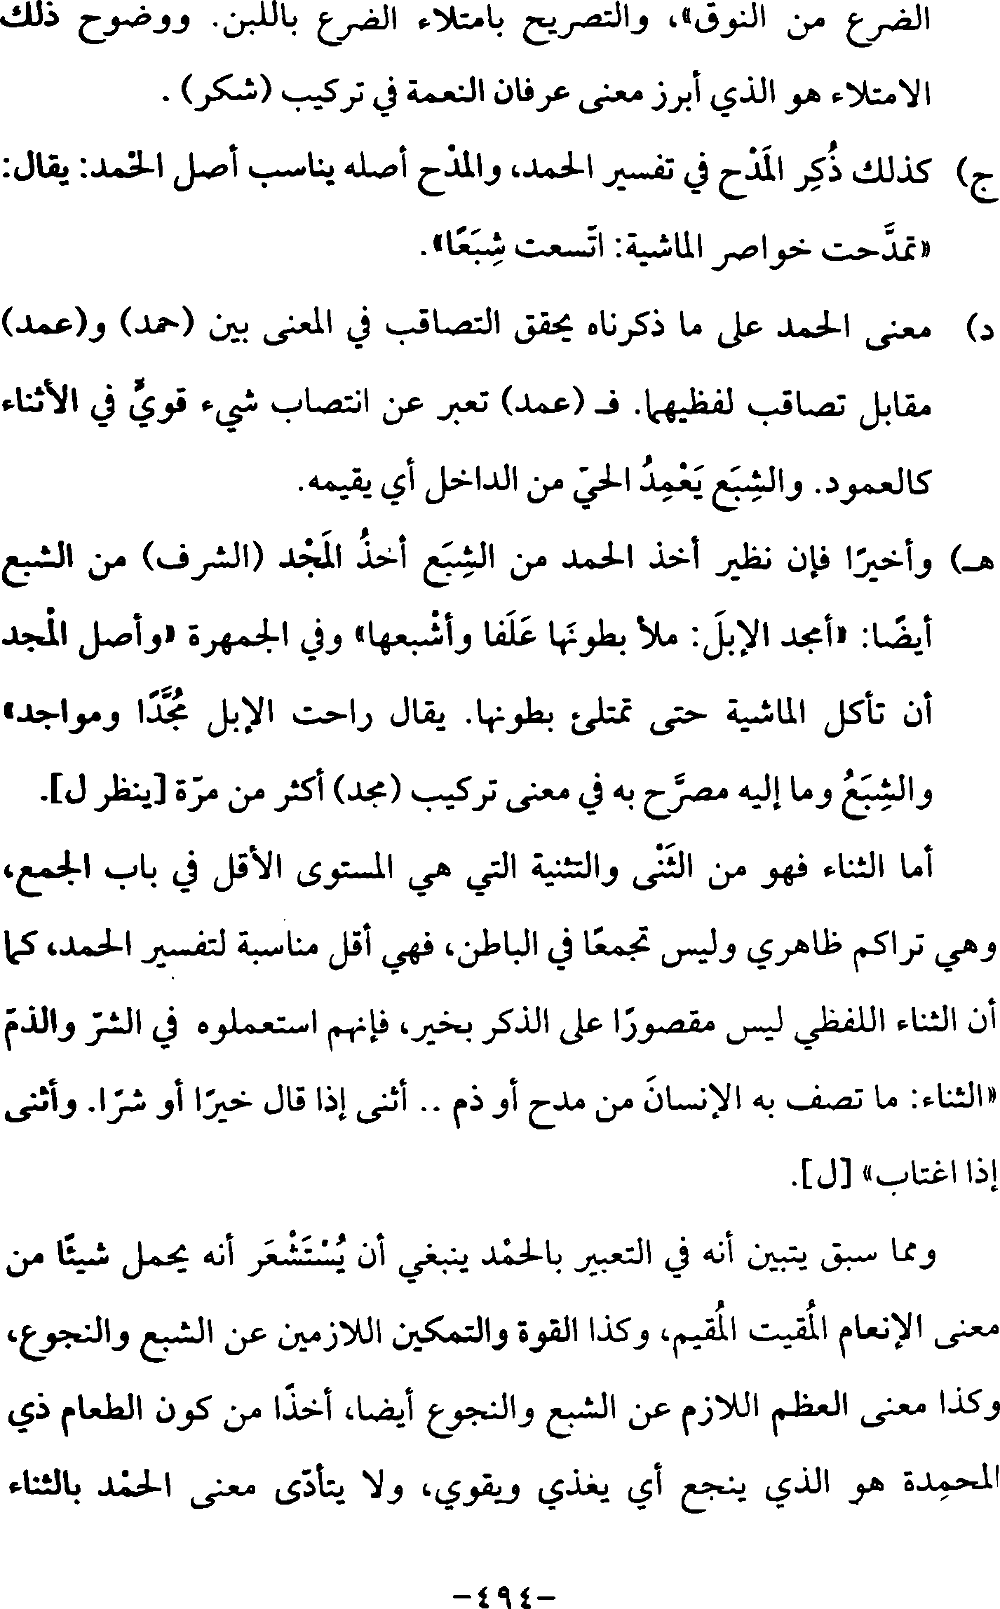 الضرع من النوق»، والتصريح بامتلاء الضرع باللبن. ووضوح ذلك
الامتلاء هو الذي أبرز معنى عرفان النعمة في تركيب (شكر) .
ج) كذلك ذُكِر المَدْح في تفسير الحمد، والمدْح أصله يناسب أصل الحْمد: يقال:
«تمدَّحت خواصر الماشية: اتَّسعت شِبَعًا».
د) معنى الحمد على ما ذكرناه يحقق التصاقب في المعنى بين (حمد) و(عمد)
مقابل تصاقب لفظيهما. فـ (عمد) تعبر عن انتصاب شيء قويٍّ في الأثناء
كالعمود. والشِبَع يَعْمِدُ الحيّ من الداخل أي يقيمه.
هـ) وأخيرًا فإن نظير أخذ الحمد من الشِبَع أخذُ المَجْد (الشرف) من الشبع
أيضًا: «أمجد الإبلَ: ملأ بطونَها عَلَفا وأشْبعها» وفي الجمهرة «وأصل المْجد
أن تأكل الماشية حتى تمتلئ بطونها. يقال راحت الإبل مُجَّدًا ومواجد»
والشِبَعُ وما إليه مصرَّح به في معنى تركيب (مجد) أكثر من مرّة [ينظر ل].
أما الثناء فهو من الثَنْى والتثنية التي هي المستوى الأقل في باب الجمع،
وهي تراكم ظاهري وليس تجمعًا في الباطن، فهي أقل مناسبة لتفسير الحمد، كما
أن الثناء اللفظي ليس مقصورًا على الذكر بخير، فإنهم استعملوه في الشرّ والذمّ
«الثناء: ما تصف به الإنسانَ من مدح أو ذم .. أثنى إذا قال خيرًا أو شرًا. وأثنى
إذا اغتاب» [ل].
ومما سبق يتبين أنه في التعبير بالحمْد ينبغي أن يُسْتَشْعَر أنه يحمل شيئًا من
معنى الإنعام المُقيت المُقيم، وكذا القوة والتمكين اللازمين عن الشبع والنجوع،
وكذا معنى العظم اللازم عن الشبع والنجوع أيضا، أخذًا من كون الطعام ذي
المحمِدة هو الذي ينجع أي يغذي ويقوي، ولا يتأدّى معنى الحمْد بالثناء
-٤٩٤-